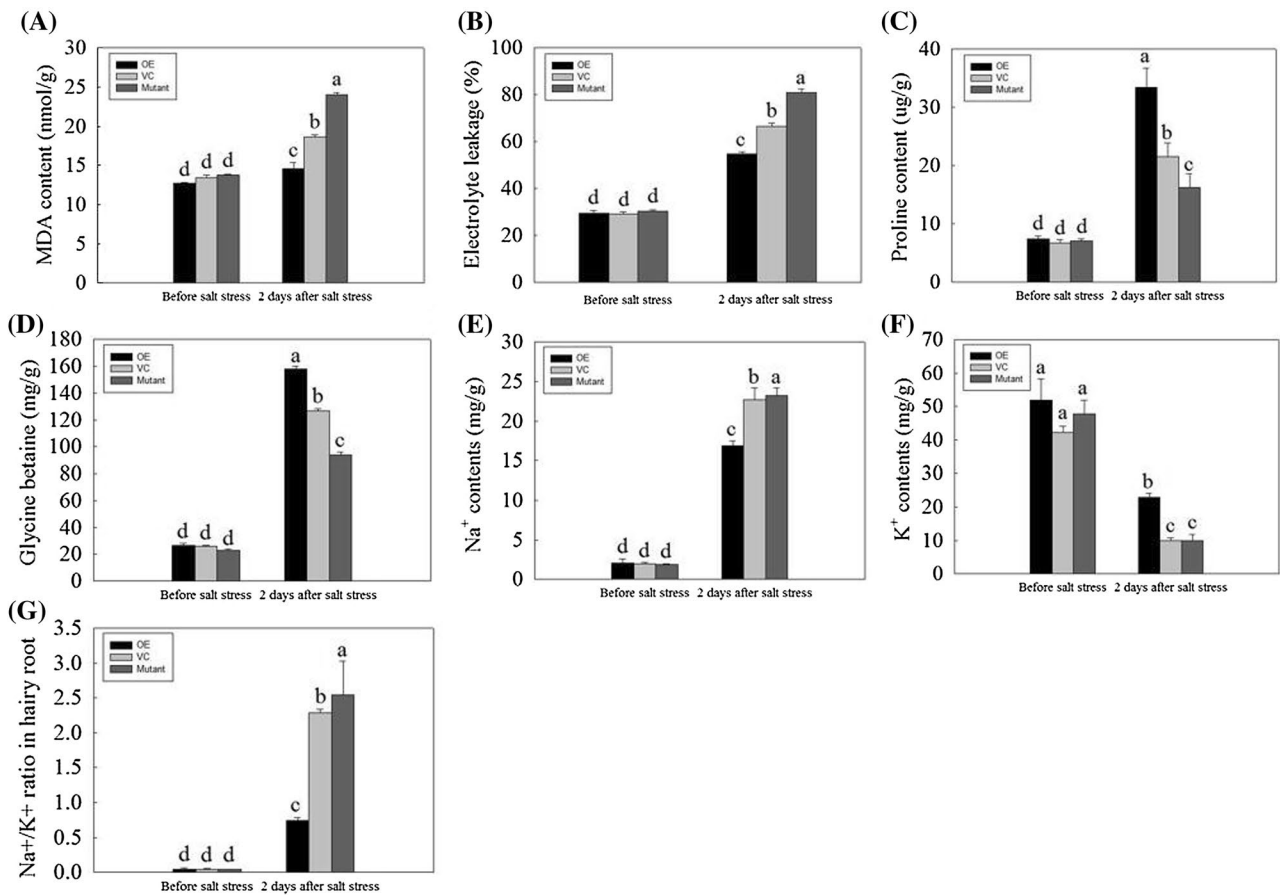 (A)
MDA content (nmol/g)
30
25
20
15
10
5
0
OE
VC
Mutant
d d d
c b a
Before salt stress 2 days after salt stress
(B)
Electrolyte leakage (%)
100
80
60
40
20
0
OE
VC
Mutant
d d d
c b a
Before salt stress 2 days after salt stress
(C)
Proline content (ug/g)
40
30
20
10
0
OE
VC
Mutant
d d d
a b c
Before salt stress 2 days after salt stress
(D)
Glycine betaine (mg/g)
180
160
140
120
100
80
60
40
20
0
OE
VC
Mutant
d d d
a b c
Before salt stress 2 days after salt stress
(E)
Na+ contents (mg/g)
30
25
20
15
10
5
0
OE
VC
Mutant
d d d
c b a
Before salt stress 2 days after salt stress
(F)
K+ contents (mg/g)
70
60
50
40
30
20
10
0
OE
VC
Mutant
a a a
b c c
Before salt stress 2 days after salt stress
(G)
Na+/K+ ratio in hairy root
3.5
3.0
2.5
2.0
1.5
1.0
0.5
0.0
OE
VC
Mutant
d d d
c b a
Before salt stress 2 days after salt stress